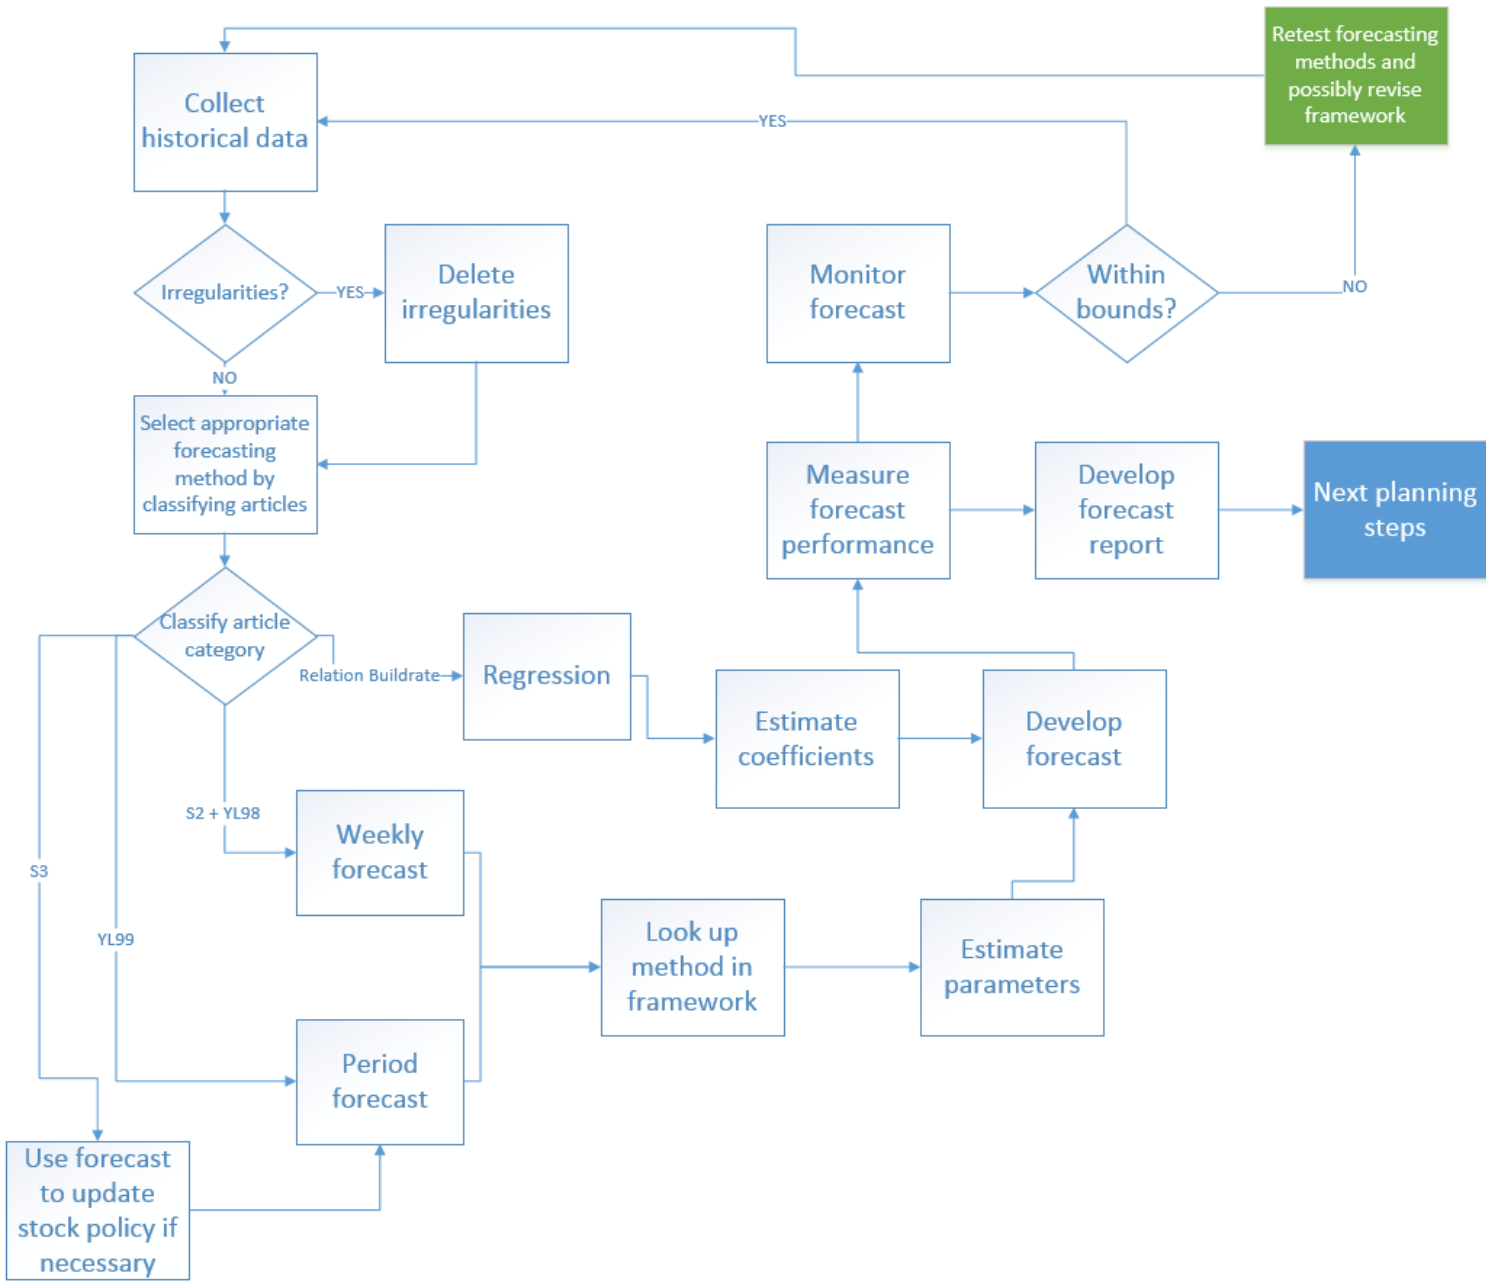 Retest forecasting
methods and
possibly revise
framework
Collect
historical data
YES
Irregularities?
YES
Delete
irregularities
Monitor
forecast
Within
bounds?
NO
NO
Select appropriate
forecasting
method by
classifying articles
Measure
forecast
performance
Develop
forecast
report
Next planning
steps
Classify article
category
Relation Buildrate
Regression
Estimate
coefficients
Develop
forecast
S2 + YL98
Weekly
forecast
S3
YL99
Look up
method in
framework
Estimate
parameters
Period
forecast
Use forecast
to update
stock policy if
necessary